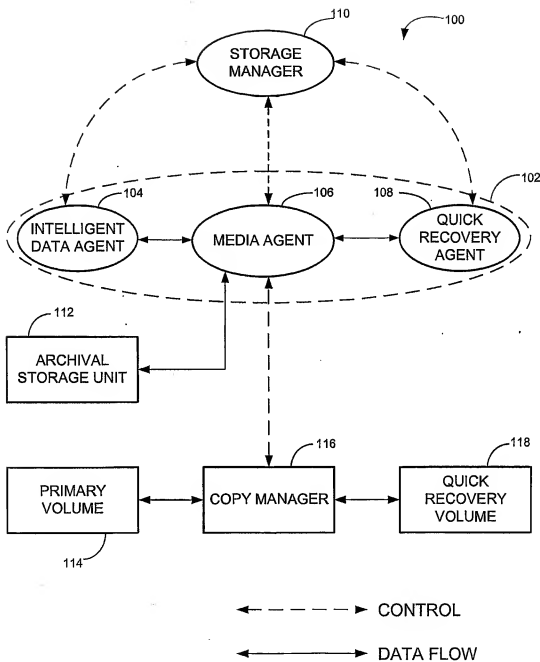 110
100
STORAGE
MANAGER
102
104
106
108
INTELLIGENT
DATA AGENT
MEDIA AGENT
QUICK
RECOVERY
AGENT
112
ARCHIVAL
STORAGE UNIT
116
118
PRIMARY
VOLUME
COPY MANAGER
QUICK
RECOVERY
VOLUME
114
CONTROL
DATA FLOW